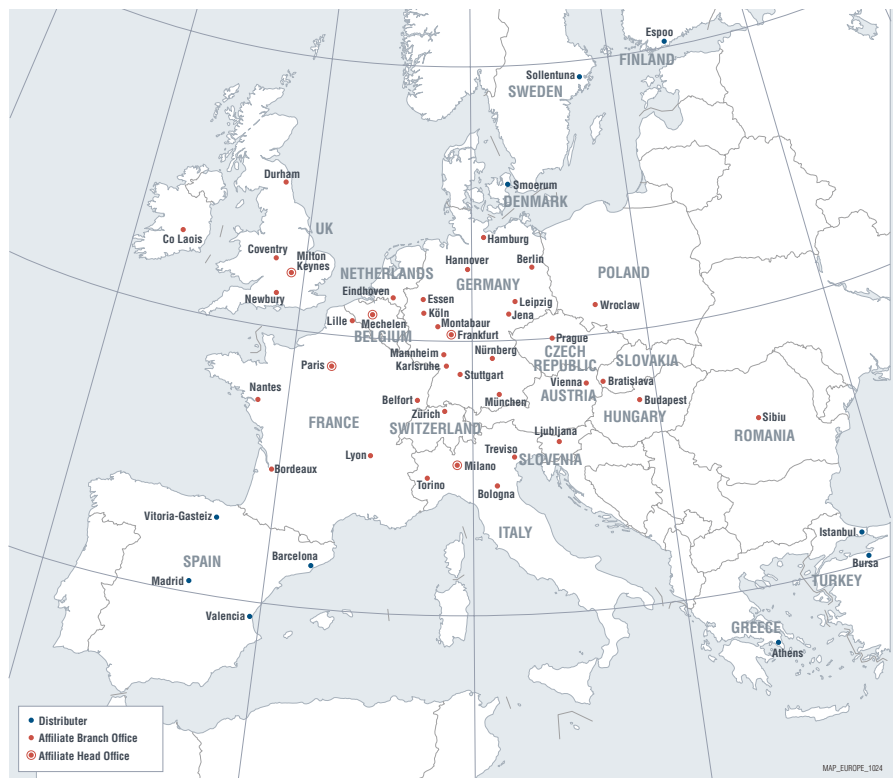 Espoo
FINLAND
Sollentuna
SWEDEN
Durham
Smoerum
DENMARK
Co Laois
UK
Hamburg
Coventry
Milton
Keynes
Hannover
Berlin
NETHERLANDS
GERMANY
POLAND
Eindhoven
Newbury
Essen
Leipzig
Wroclaw
Köln
Jena
Lille
Mechelen
Montabaur
BELGIUM
Frankfurt
Prague
Mannheim
Nürnberg
CZECH
REPUBLIC
SLOVAKIA
Paris
Karlsruhe
Stuttgart
Vienna
Bratislava
Nantes
Belfort
München
AUSTRIA
Budapest
Zürich
HUNGARY
FRANCE
SWITZERLAND
Sibiu
ROMANIA
Ljubljana
Lyon
Treviso
SLOVENIA
Bordeaux
Milano
Torino
Bologna
Vitoria-Gasteiz
ITALY
Istanbul
SPAIN
Barcelona
Bursa
Madrid
TURKEY
Valencia
GREECE
Athens
Distributer
Affiliate Branch Office
Affiliate Head Office
MAP_EUROPE_1024